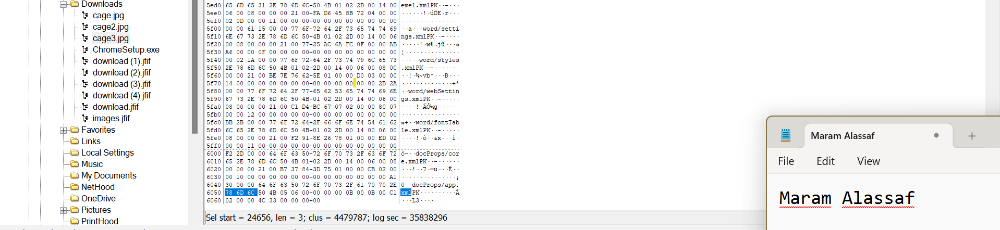 Downloads
cage.jpg
cage2.jpg
cage3.jpg
ChromeSetup.exe
download (1).jfif
download (2).jfif
download (3).jfif
download (4).jfif
download.jfif
images.jfif
Favorites
Links
Local Settings
Music
My Documents
NetHood
OneDrive
Pictures
PrintHood
5ed0 65 6D 65 31 2E 78 6D 6C-50 4B 01 02 2D 00 14 00 eme1.xmlPK··-···
5ee0 06 00 08 00 00 00 21 00-FA D6 45 8B 72 04 00 00 ······!·úÖE·r···
5ef0 02 0D 00 00 11 00 00 00-00 00 00 00 00 00 00 00 ················
5f00 00 00 61 15 00 00 77 6F-72 64 2F 73 65 74 74 69 ··a···word/setti
5f10 6E 67 73 2E 78 6D 6C 50-4B 01 02 2D 00 14 00 06 ngs.xmlPK··-····
5f20 00 08 00 00 00 21 00 77-25 AC 6A FC 0F 00 00 AB ·····!·w%¬jü···«
5f30 A6 00 00 0F 00 00 00 00-00 00 00 00 00 00 00 00 ¦···············
5f40 00 02 1A 00 00 77 6F 72-64 2F 73 74 79 6C 65 73 ·····word/styles
5f50 2E 78 6D 6C 50 4B 01 02-2D 00 14 00 06 00 08 00 .xmlPK··-·······
5f60 00 00 21 00 BE 7E 76 62-5E 01 00 00 D0 03 00 00 ··!·¾~vb^···Ð···
5f70 14 00 00 00 00 00 00 00-00 00 00 00 00 00 2B 2A ··············+*
5f80 00 00 77 6F 72 64 2F 77-65 62 53 65 74 74 69 6E ··word/webSettin
5f90 67 73 2E 78 6D 6C 50 4B-01 02 2D 00 14 00 06 00 gs.xmlPK··-·····
5fa0 08 00 00 00 21 00 C1 D4-BC 67 07 02 00 00 80 07 ····!·ÁÔ¼g······
5fb0 00 00 12 00 00 00 00 00-00 00 00 00 00 00 00 00 ················
5fc0 BB 2B 00 00 77 6F 72 64-2F 66 6F 6E 74 54 61 62 »+··word/fontTab
5fd0 6C 65 2E 78 6D 6C 50 4B-01 02 2D 00 14 00 06 00 le.xmlPK··-·····
5fe0 08 00 00 00 21 00 F2 91-8E 26 78 01 00 00 ED 02 ····!·ò··&x···í·
5ff0 00 00 11 00 00 00 00 00-00 00 00 00 00 00 00 00 ················
6000 F2 2D 00 00 64 6F 63 50-72 6F 70 73 2F 63 6F 72 ò-··docProps/cor
6010 65 2E 78 6D 6C 50 4B 01-02 2D 00 14 00 06 00 08 e.xmlPK··-······
6020 00 00 00 21 00 B7 37 84-3D 75 01 00 00 CB 02 00 ···!··7·=u···Ë··
6030 00 10 00 00 00 00 00 00-00 00 00 00 00 00 00 A1 ···············¡
6040 30 00 00 64 6F 63 50 72-6F 70 73 2F 61 70 70 2E 0··docProps/app.
6050 78 6D 6C 50 4B 05 06 00-00 00 00 0B 00 0B 00 C1 xmlPK··········Á
6060 02 00 00 4C 33 00 00 00-00 ···L3····
Sel start = 24656, len = 3; clus = 4479787; log sec = 35838296
Maram Alassaf
File Edit View
Maram Alassaf